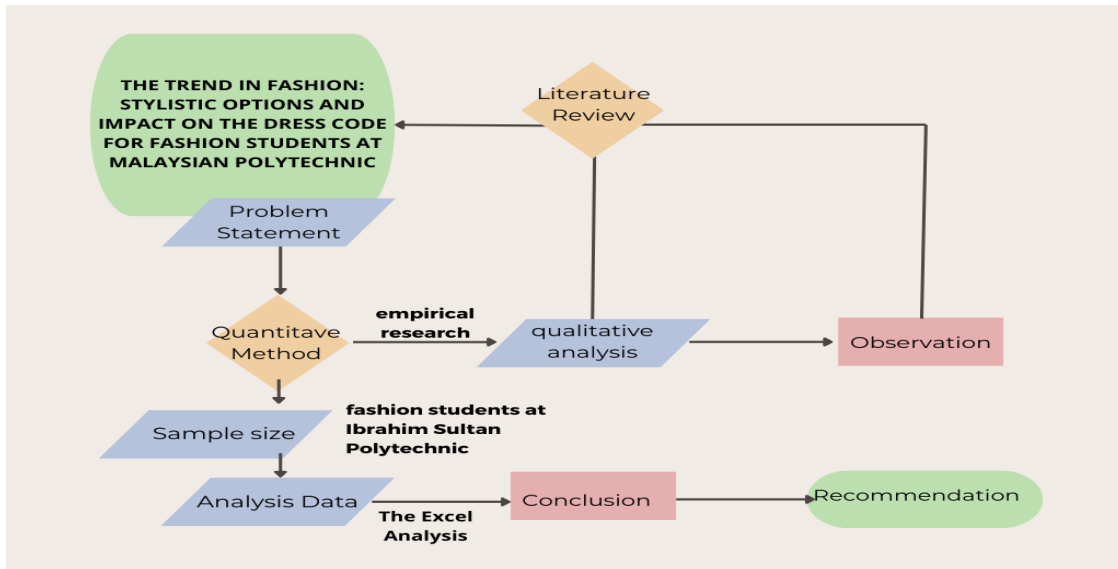 THE TREND IN FASHION:
STYLISTIC OPTIONS AND
IMPACT ON THE DRESS CODE
FOR FASHION STUDENTS AT
MALAYSIAN POLYTECHNIC
Literature
Review
Problem
Statement
Quantitave
Method
empirical
research
qualitative
analysis
Observation
Sample size
fashion students at
Ibrahim Sultan
Polytechnic
Analysis Data
The Excel
Analysis
Conclusion
Recommendation